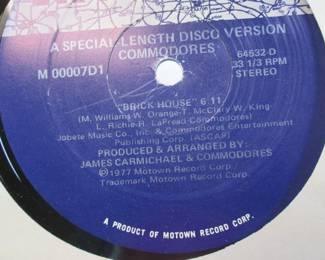 A SPECIAL-LENGTH DISCO VERSION
COMMODORES
M 00007D1
64632-D
33 1/3 RPM
STEREO
"BRICK HOUSE" 6:11
(M. Williams-W. Orange-T. McClary-W. King-
L. Richie-R. LaPread-Commodores)
Jobete Music Co., Inc. & Commodores Entertainment
Publishing Corp. (ASCAP)
PRODUCED & ARRANGED BY:
JAMES CARMICHAEL & COMMODORES
℗1977 Motown Record Corp.
Trademark Motown Record Corp.
A PRODUCT OF MOTOWN RECORD CORP.